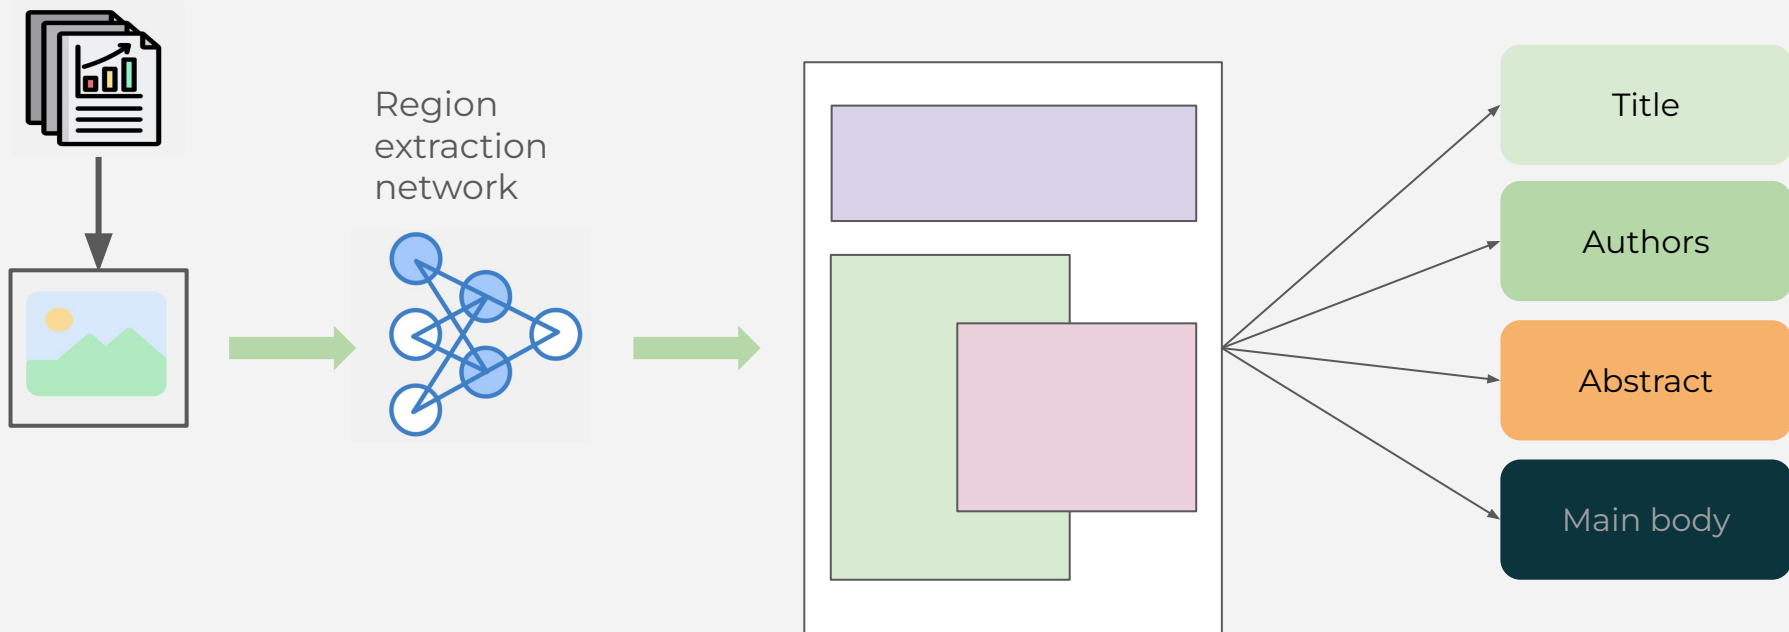 Region
extraction
network
Title
Authors
Abstract
Main body